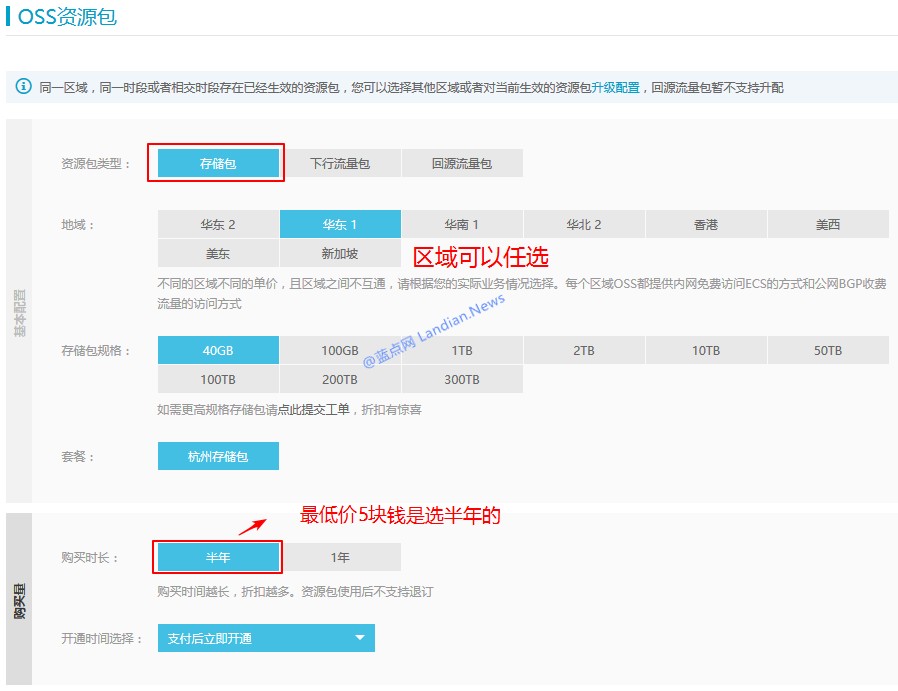 OSS资源包
同一区域，同一时段或者相交时段存在已经生效的资源包，您可以选择其他区域或者对当前生效的资源包升级配置，回源流量包暂不支持升配
基本配置
资源包类型： 存储包 下行流量包 回源流量包
地域： 华东 2 华东 1 华南 1 华北 2 香港 美西
美东 新加坡 区域可以任选
不同的区域不同的单价，且区域之间不互通，请根据您的实际业务情况选择。每个区域OSS都提供内网免费访问ECS的方式和公网BGP收费
流量的访问方式
@蓝点网 Landian.News
存储包规格： 40GB 100GB 1TB 2TB 10TB 50TB
100TB 200TB 300TB
如需更高规格存储包请点此提交工单，折扣有惊喜
套餐： 杭州存储包
最低价5块钱是选半年的
购买量
购买时长： 半年 1年
购买时间越长，折扣越多。资源包使用后不支持退订
开通时间选择： 支付后立即开通